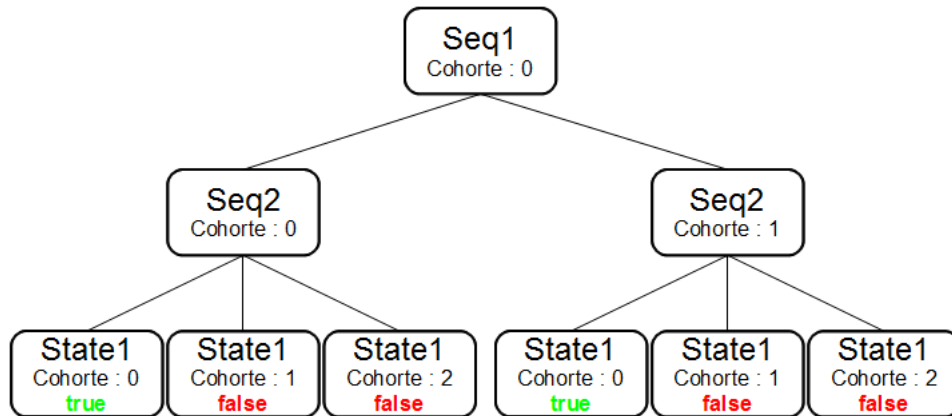 Seq1
Cohorte : 0
Seq2
Cohorte : 0
Seq2
Cohorte : 1
State1
Cohorte : 0
true
State1
Cohorte : 1
false
State1
Cohorte : 2
false
State1
Cohorte : 0
true
State1
Cohorte : 1
false
State1
Cohorte : 2
false